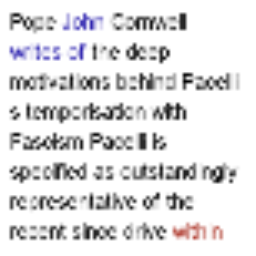 Pope John Cornwell
writes of the deep
motivations behind Pacelli
s temporisation with
Fascism Pacelli is
specified as outstandingly
representative of the
recent since drive within